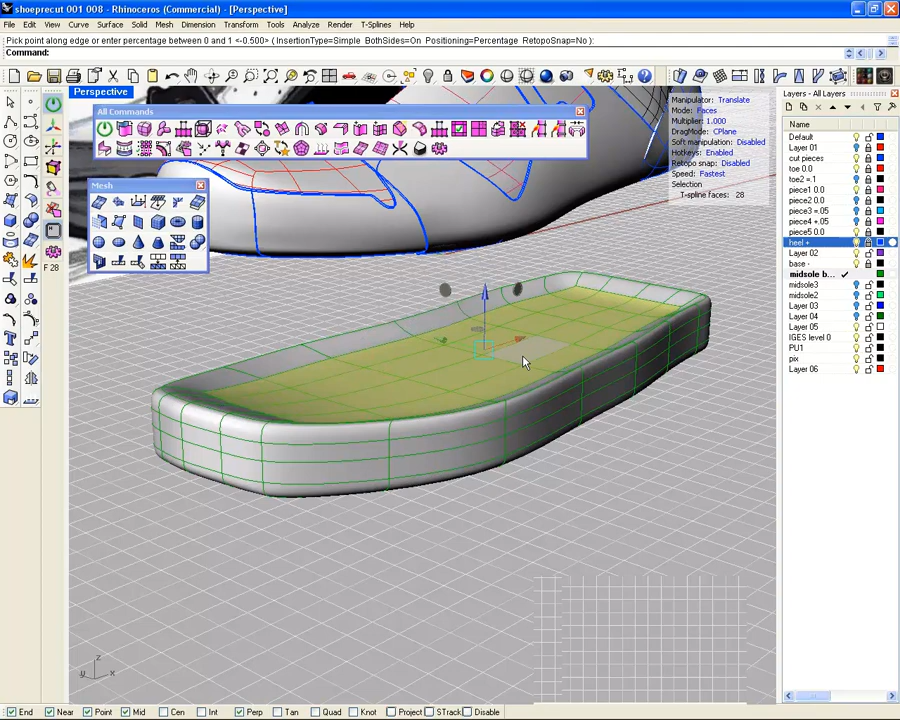 shoeprecut 001 008 - Rhinoceros (Commercial) - [Perspective]
File Edit View Curve Surface Solid Mesh Dimension Transform Tools Analyze Render T-Splines Help
Pick point along edge or enter percentage between 0 and 1 <-0.500> ( InsertionType=Simple BothSides=On Positioning=Percentage RetopoSnap=No ):
Command:
Perspective
All Commands
Mesh
F 28
Manipulator: Translate
Mode: Faces
Multiplier: 1.000
DragMode: CPlane
Soft manipulation: Disabled
Hotkeys: Enabled
Retopo snap: Disabled
Speed: Fastest
Selection
T-spline faces: 28
Layers - All Layers
Name
Default
Layer 01
cut pieces
toe 0.0
toe2 =.1
piece1 0.0
piece2 0.0
piece3 =.05
piece4 +.05
piece5 0.0
heel +
Layer 02
base -
midsole b...
midsole3
midsole2
Layer 03
Layer 04
Layer 05
IGES level 0
PU1
pix
Layer 06
z
y x
End Near Point Mid Cen Int Perp Tan Quad Knot Project STrack Disable